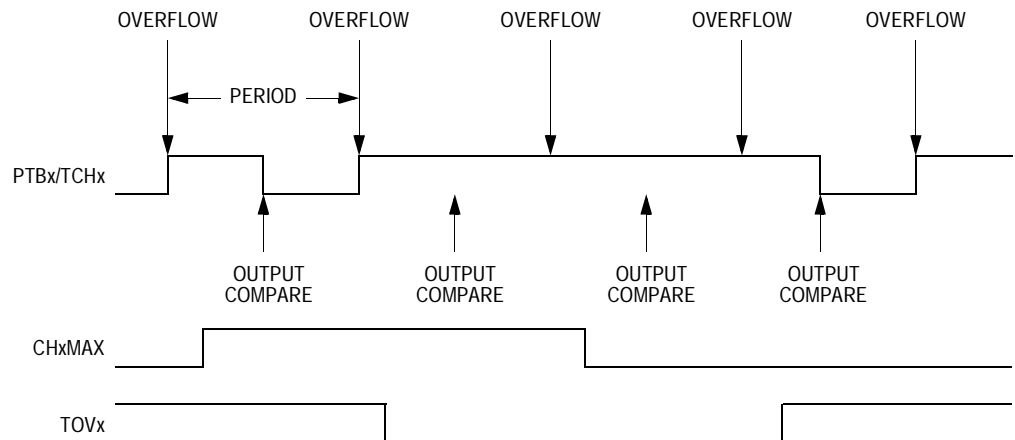 OVERFLOW OVERFLOW OVERFLOW OVERFLOW OVERFLOW
PERIOD
PTBx/TCHx
OUTPUT OUTPUT OUTPUT OUTPUT
COMPARE COMPARE COMPARE COMPARE
CHxMAX
TOVx